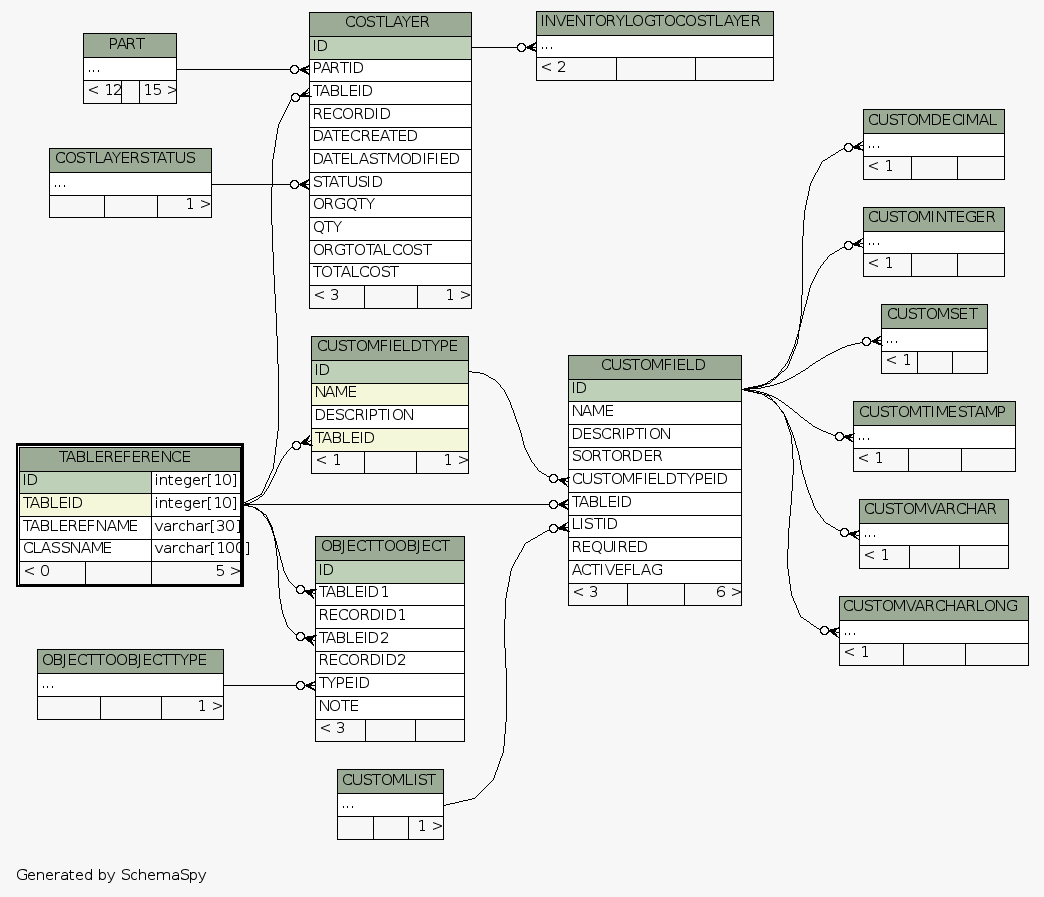 PART
...
< 12 15 >
COSTLAYERSTATUS
...
1 >
COSTLAYER
ID
PARTID
TABLEID
RECORDID
DATECREATED
DATELASTMODIFIED
STATUSID
ORGQTY
QTY
ORGTOTALCOST
TOTALCOST
< 3 1 >
INVENTORYLOGTOCOSTLAYER
...
< 2
CUSTOMFIELDTYPE
ID
NAME
DESCRIPTION
TABLEID
< 1 1 >
TABLEREFERENCE
ID integer[10]
TABLEID integer[10]
TABLEREFNAME varchar[30]
CLASSNAME varchar[100]
< 0 5 >
OBJECTTOOBJECT
ID
TABLEID1
RECORDID1
TABLEID2
RECORDID2
TYPEID
NOTE
< 3
OBJECTTOOBJECTTYPE
...
1 >
CUSTOMLIST
...
1 >
CUSTOMFIELD
ID
NAME
DESCRIPTION
SORTORDER
CUSTOMFIELDTYPEID
TABLEID
LISTID
REQUIRED
ACTIVEFLAG
< 3 6 >
CUSTOMDECIMAL
...
< 1
CUSTOMINTEGER
...
< 1
CUSTOMSET
...
< 1
CUSTOMTIMESTAMP
...
< 1
CUSTOMVARCHAR
...
< 1
CUSTOMVARCHARLONG
...
< 1
Generated by SchemaSpy